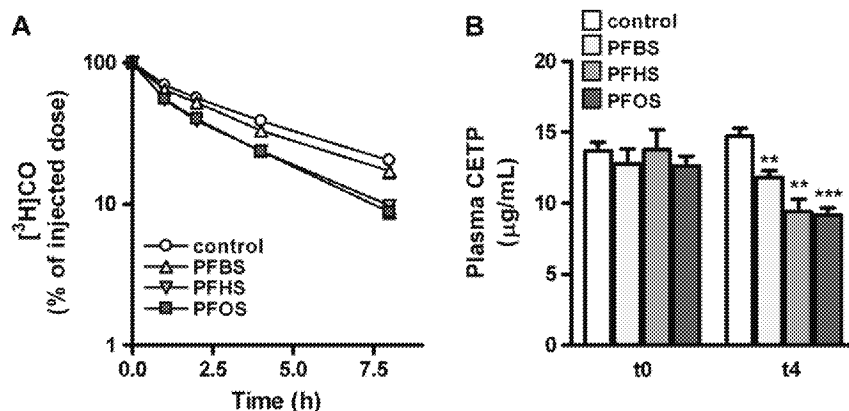 A
[³H]CO
(% of injected dose)
100
10
1
control
PFBS
PFHS
PFOS
0.0 2.5 5.0 7.5
Time (h)
B
control
PFBS
PFHS
PFOS
Plasma CETP
(µg/mL)
20
15
10
5
0
** ** ***
t0 t4